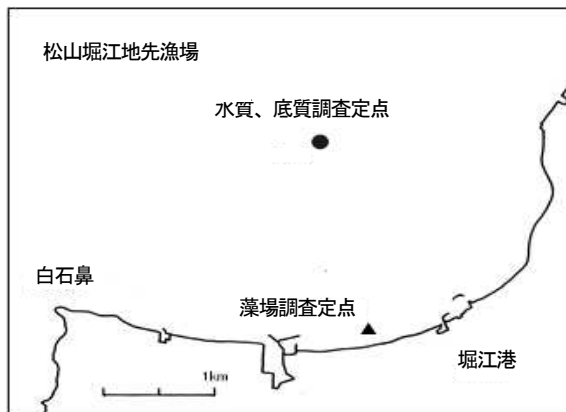 松山堀江地先漁場
水質、底質調査定点
白石鼻
藻場調査定点
堀江港
1km